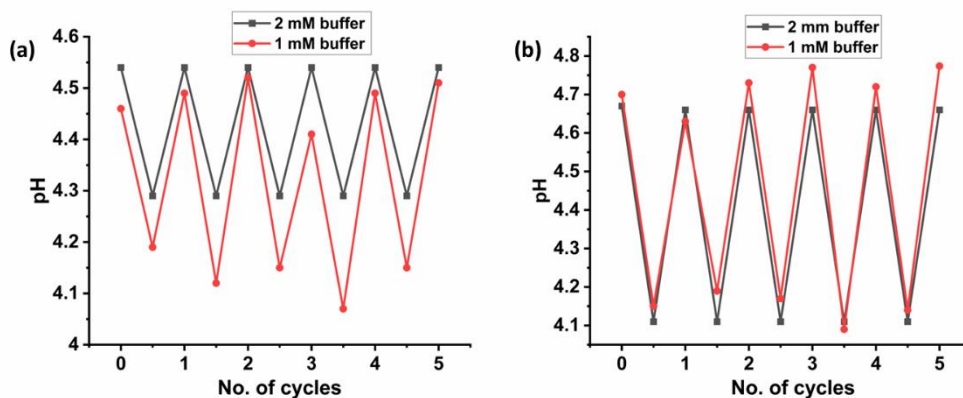 (a)
2 mM buffer
1 mM buffer
4.6
4.5
4.4
4.3
4.2
4.1
4
pH
0 1 2 3 4 5
No. of cycles
(b)
2 mm buffer
1 mM buffer
4.8
4.7
4.6
4.5
4.4
4.3
4.2
4.1
pH
0 1 2 3 4 5
No. of cycles